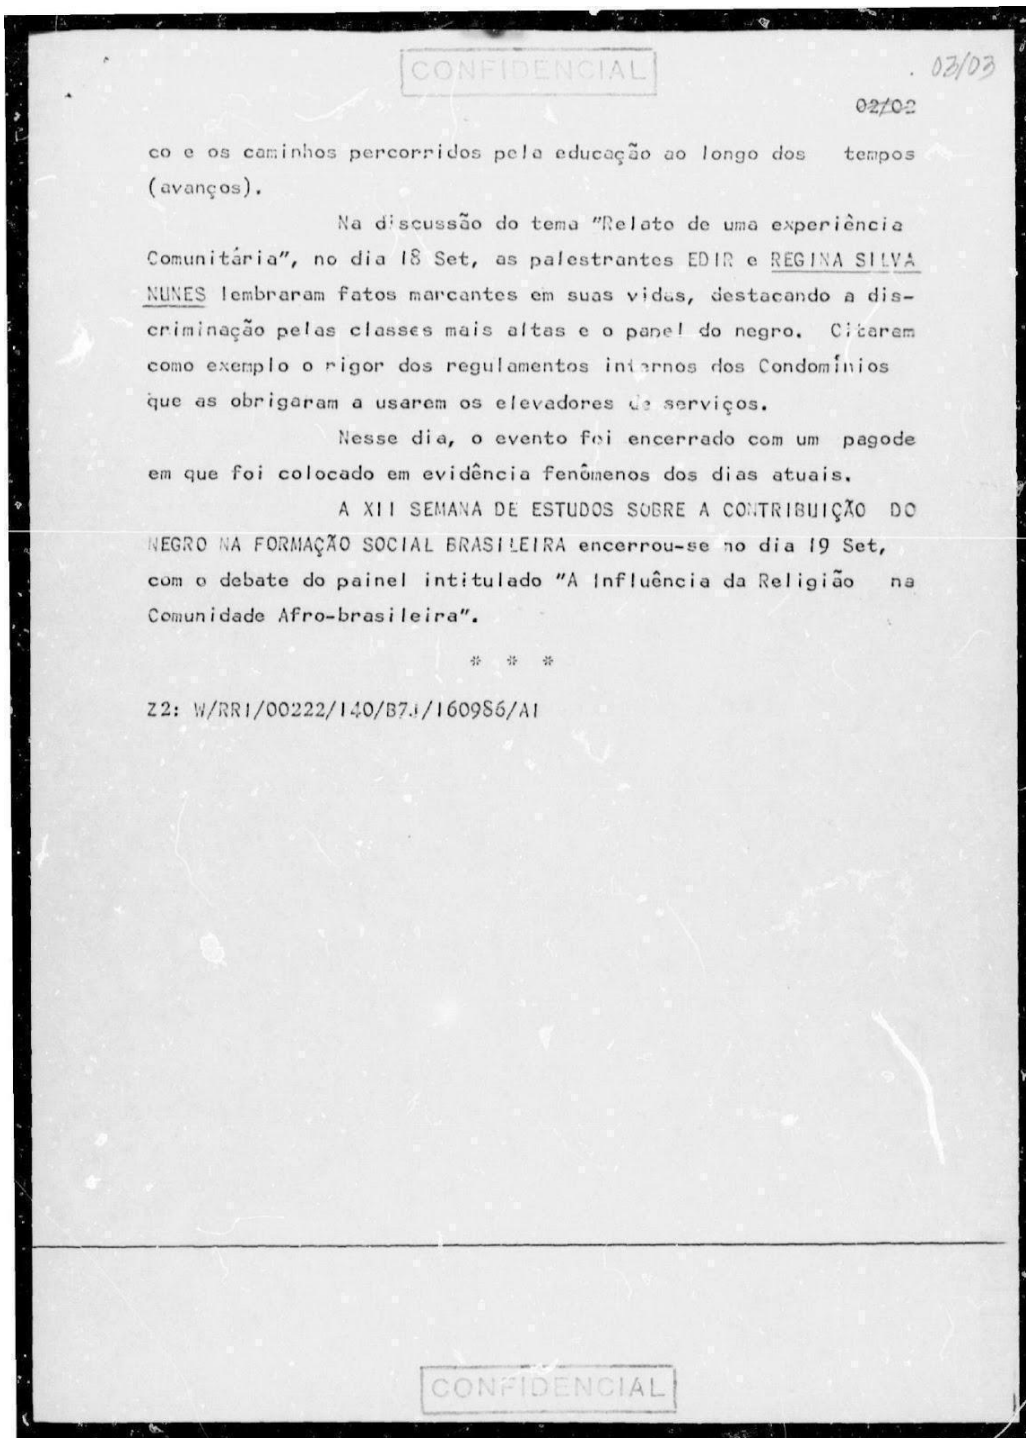 CONFIDENCIAL
03/03
02/02
co e os caminhos percorridos pela educação ao longo dos tempos
(avanços).
Na discussão do tema "Relato de uma experiência
Comunitária", no dia 18 Set, as palestrantes EDIR e REGINA SILVA
NUNES lembraram fatos marcantes em suas vidas, destacando a dis-
criminação pelas classes mais altas e o papel do negro. Citaram
como exemplo o rigor dos regulamentos internos dos Condomínios
que as obrigaram a usarem os elevadores de serviços.
Nesse dia, o evento foi encerrado com um pagode
em que foi colocado em evidência fenômenos dos dias atuais.
A XII SEMANA DE ESTUDOS SOBRE A CONTRIBUIÇÃO DO
NEGRO NA FORMAÇÃO SOCIAL BRASILEIRA encerrou-se no dia 19 Set,
com o debate do painel intitulado "A Influência da Religião na
Comunidade Afro-brasileira".
* * *
Z2: W/RR1/00222/140/B7J/160986/A1
CONFIDENCIAL